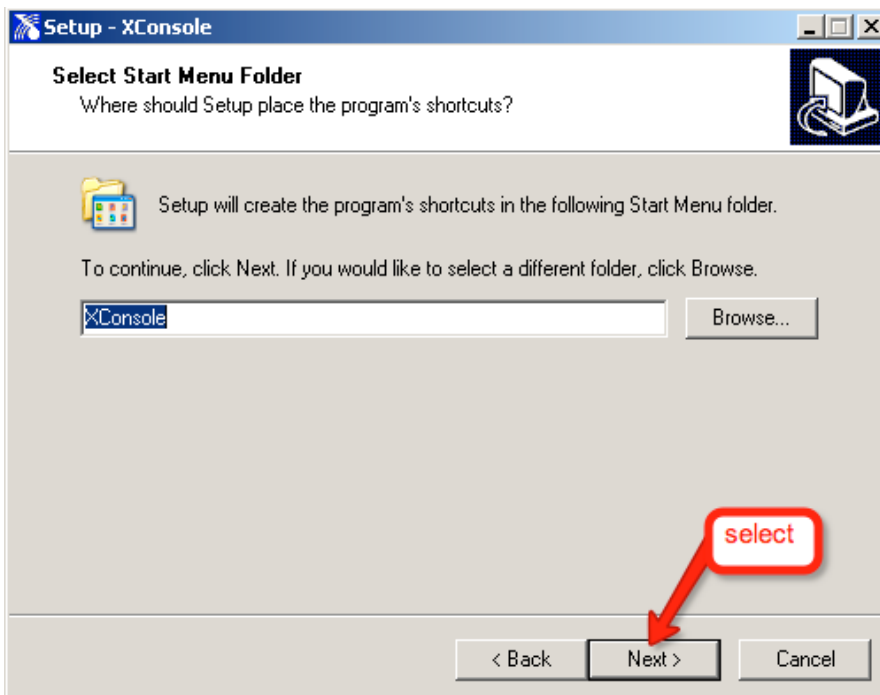 Setup - XConsole
Select Start Menu Folder
Where should Setup place the program's shortcuts?
Setup will create the program's shortcuts in the following Start Menu folder.
To continue, click Next. If you would like to select a different folder, click Browse.
XConsole
Browse...
select
< Back
Next >
Cancel